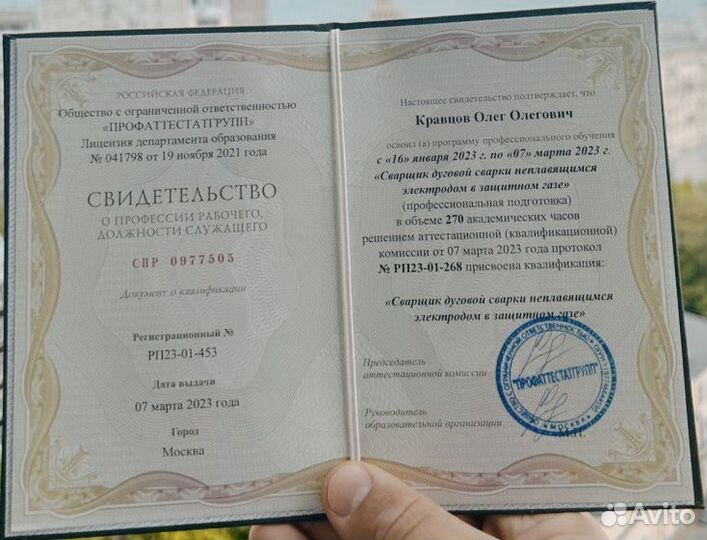 РОССИЙСКАЯ ФЕДЕРАЦИЯ
Общество с ограниченной ответственностью
«ПРОФАТТЕСТАТГРУПП»
Лицензия департамента образования
№ 041798 от 19 ноября 2021 года
СВИДЕТЕЛЬСТВО
О ПРОФЕССИИ РАБОЧЕГО,
ДОЛЖНОСТИ СЛУЖАЩЕГО
СПР 0977505
Документ о квалификации
Регистрационный №
РП23-01-453
Дата выдачи
07 марта 2023 года
Город
Москва
Настоящее свидетельство подтверждает, что
Кравцов Олег Олегович
освоил (а) программу профессионального обучения
с «16» января 2023 г. по «07» марта 2023 г.
«Сварщик дуговой сварки неплавящимся
электродом в защитном газе»
(профессиональная подготовка)
в объеме 270 академических часов
решением аттестационной (квалификационной)
комиссии от 07 марта 2023 года протокол
№ РП23-01-268 присвоена квалификация:
«Сварщик дуговой сварки неплавящимся
электродом в защитном газе»
Председатель
аттестационной комиссии
Руководитель
образовательной организации
М.П.
ОБЩЕСТВО С ОГРАНИЧЕННОЙ ОТВЕТСТВЕННОСТЬЮ
"ПРОФАТТЕСТАТГРУПП"
МОСКВА
Avito